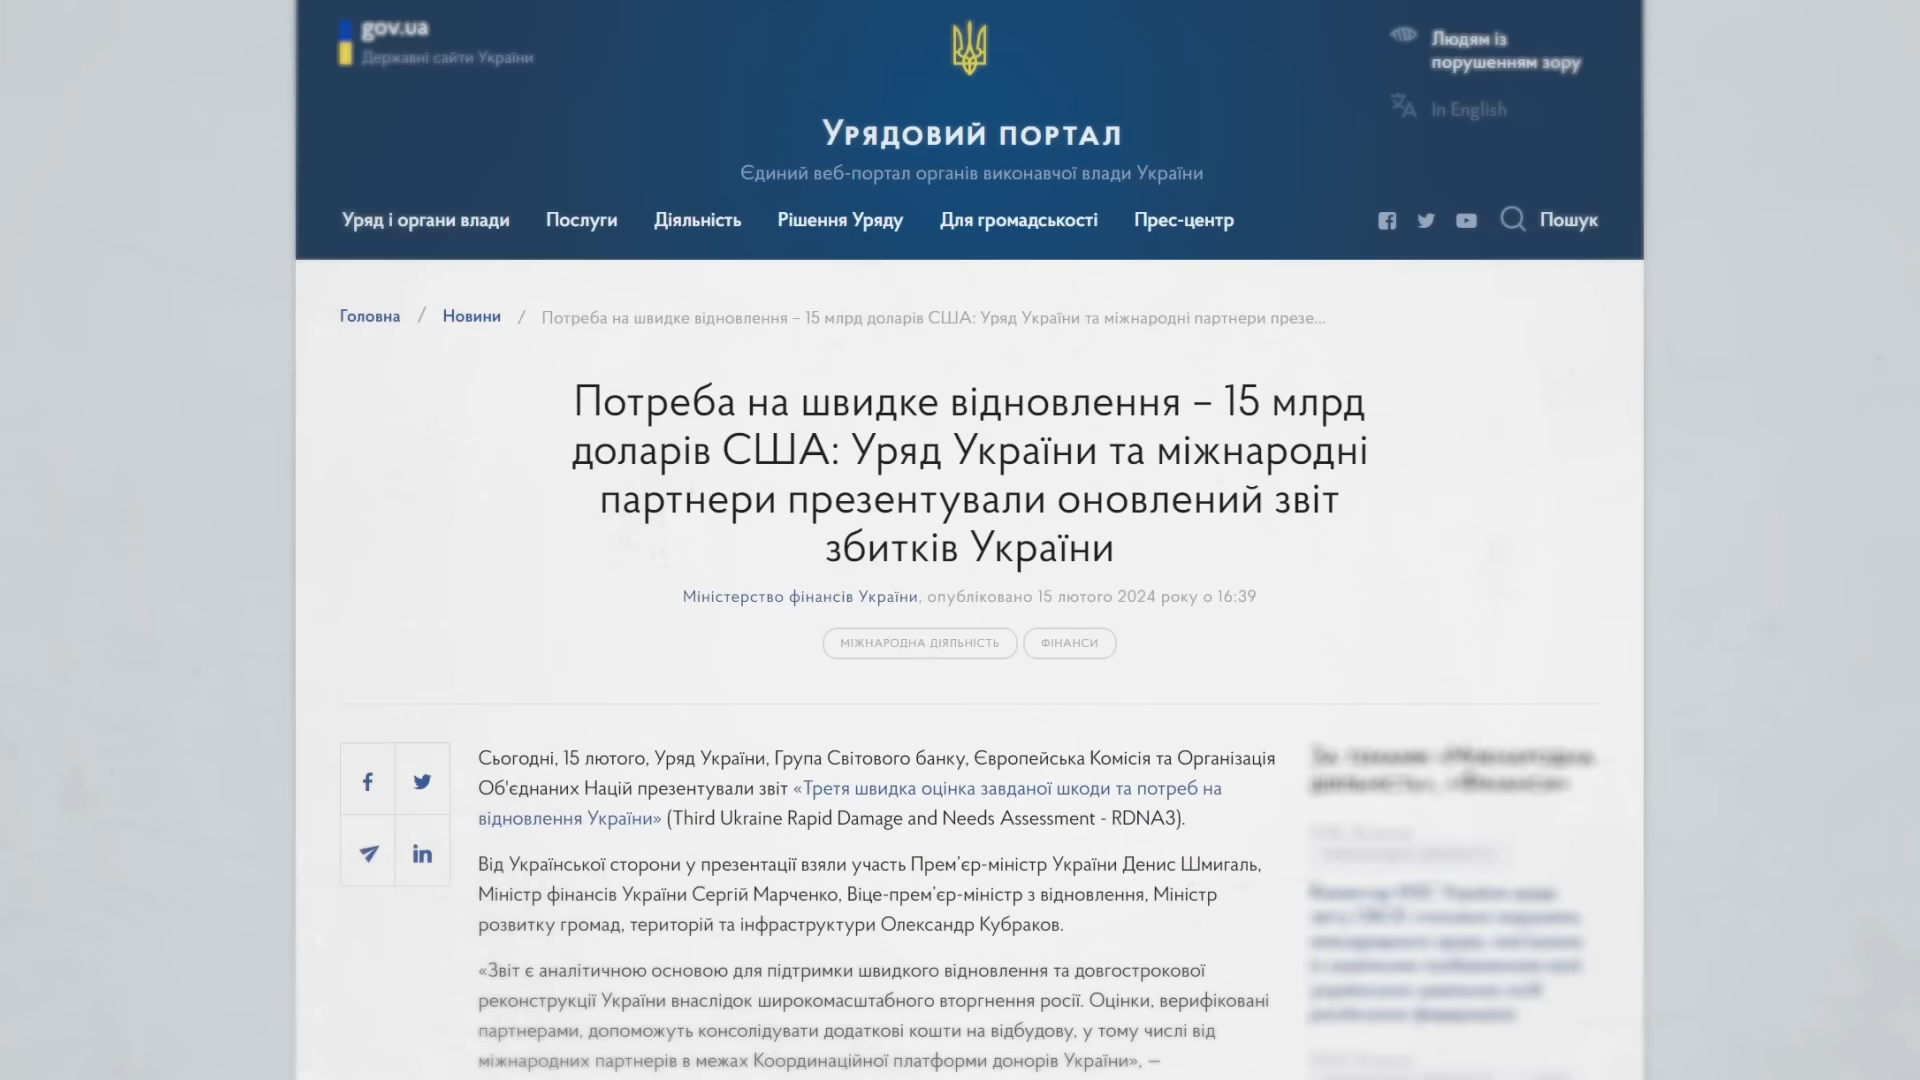 gov.ua
Державні сайти України
Людям із
порушенням зору
In English
Урядовий портал
Єдиний веб-портал органів виконавчої влади України
Уряд і органи влади Послуги Діяльність Рішення Уряду Для громадськості Прес-центр Пошук
Головна / Новини / Потреба на швидке відновлення – 15 млрд доларів США: Уряд України та міжнародні партнери презе...
Потреба на швидке відновлення – 15 млрд
доларів США: Уряд України та міжнародні
партнери презентували оновлений звіт
збитків України
Міністерство фінансів України, опубліковано 15 лютого 2024 року о 16:39
МІЖНАРОДНА ДІЯЛЬНІСТЬ ФІНАНСИ
Сьогодні, 15 лютого, Уряд України, Група Світового банку, Європейська Комісія та Організація
Об'єднаних Націй презентували звіт «Третя швидка оцінка завданої шкоди та потреб на
відновлення України» (Third Ukraine Rapid Damage and Needs Assessment - RDNA3).
Від Української сторони у презентації взяли участь Прем’єр-міністр України Денис Шмигаль,
Міністр фінансів України Сергій Марченко, Віце-прем’єр-міністр з відновлення, Міністр
розвитку громад, територій та інфраструктури Олександр Кубраков.
«Звіт є аналітичною основою для підтримки швидкого відновлення та довгострокової
реконструкції України внаслідок широкомасштабного вторгнення росії. Оцінки, верифіковані
партнерами, допоможуть консолідувати додаткові кошти на відбудову, у тому числі від
міжнародних партнерів в межах Координаційної платформи донорів України», —